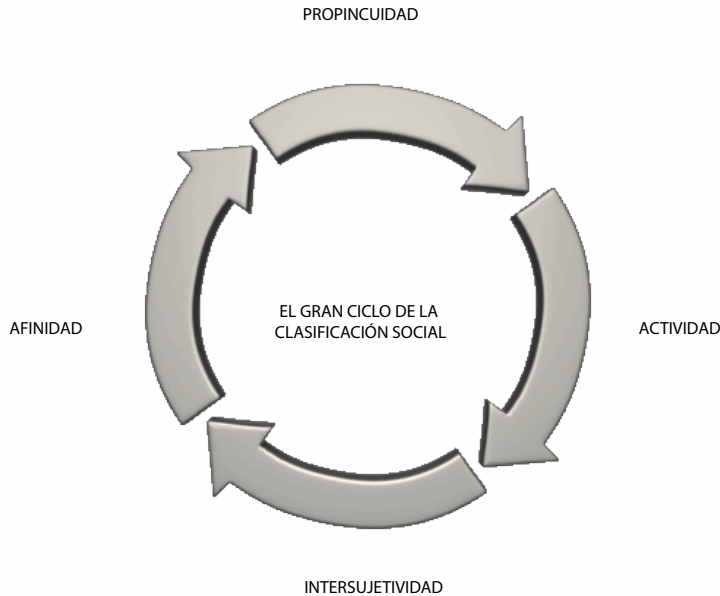 PROPINCUIDAD
EL GRAN CICLO DE LA
CLASIFICACIÓN SOCIAL
AFINIDAD
ACTIVIDAD
INTERSUJETIVIDAD